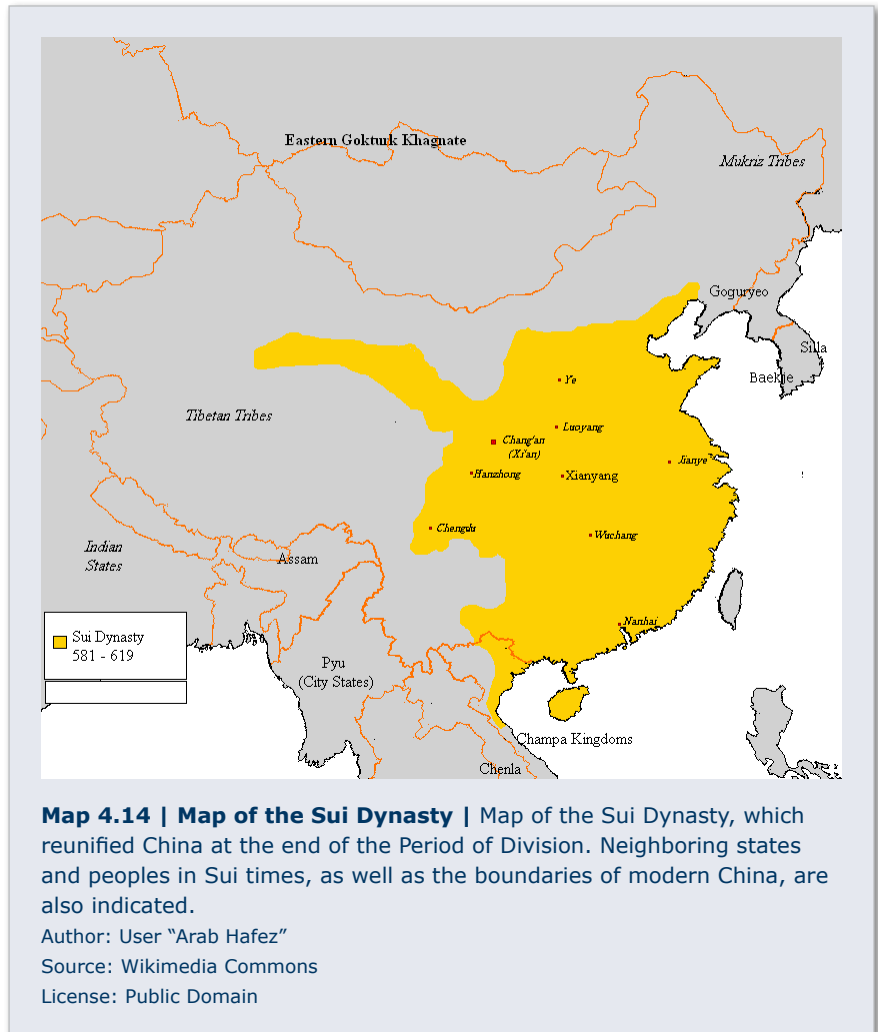 Eastern Gokturk Khagnate
Mukriz Tribes
Goguryeo
Silla
Baekje
Ye
Tibetan Tribes
Luoyang
Chang'an
(Xi'an)
Jianye
Hanzhong
Xianyang
Chengdu
Wuchang
Indian
States
Assam
Nanhai
Sui Dynasty
581 - 619
Pyu
(City States)
Champa Kingdoms
Chenla
Map 4.14 | Map of the Sui Dynasty | Map of the Sui Dynasty, which
reunified China at the end of the Period of Division. Neighboring states
and peoples in Sui times, as well as the boundaries of modern China, are
also indicated.
Author: User “Arab Hafez”
Source: Wikimedia Commons
License: Public Domain